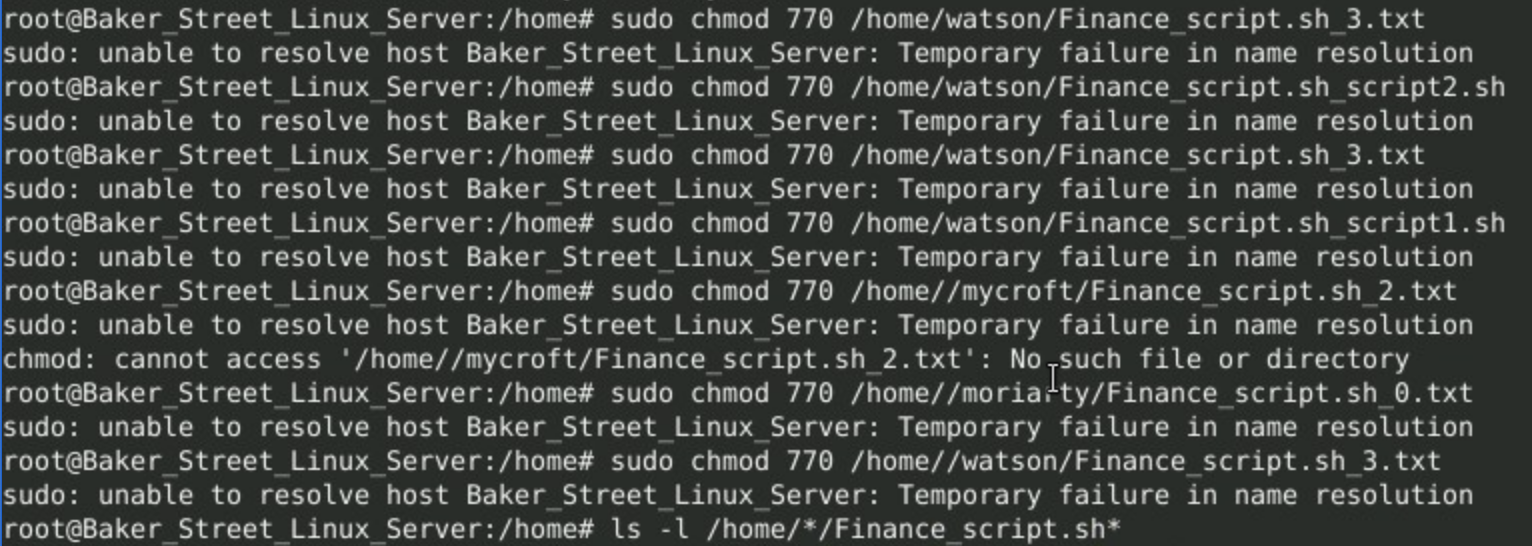 root@Baker_Street_Linux_Server:/home# sudo chmod 770 /home/watson/Finance_script.sh_3.txt
sudo: unable to resolve host Baker_Street_Linux_Server: Temporary failure in name resolution
root@Baker_Street_Linux_Server:/home# sudo chmod 770 /home/watson/Finance_script.sh_script2.sh
sudo: unable to resolve host Baker_Street_Linux_Server: Temporary failure in name resolution
root@Baker_Street_Linux_Server:/home# sudo chmod 770 /home/watson/Finance_script.sh_3.txt
sudo: unable to resolve host Baker_Street_Linux_Server: Temporary failure in name resolution
root@Baker_Street_Linux_Server:/home# sudo chmod 770 /home/watson/Finance_script.sh_script1.sh
sudo: unable to resolve host Baker_Street_Linux_Server: Temporary failure in name resolution
root@Baker_Street_Linux_Server:/home# sudo chmod 770 /home//mycroft/Finance_script.sh_2.txt
sudo: unable to resolve host Baker_Street_Linux_Server: Temporary failure in name resolution
chmod: cannot access '/home//mycroft/Finance_script.sh_2.txt': No such file or directory
root@Baker_Street_Linux_Server:/home# sudo chmod 770 /home//moriarty/Finance_script.sh_0.txt
sudo: unable to resolve host Baker_Street_Linux_Server: Temporary failure in name resolution
root@Baker_Street_Linux_Server:/home# sudo chmod 770 /home//watson/Finance_script.sh_3.txt
sudo: unable to resolve host Baker_Street_Linux_Server: Temporary failure in name resolution
root@Baker_Street_Linux_Server:/home# ls -l /home/*/Finance_script.sh*